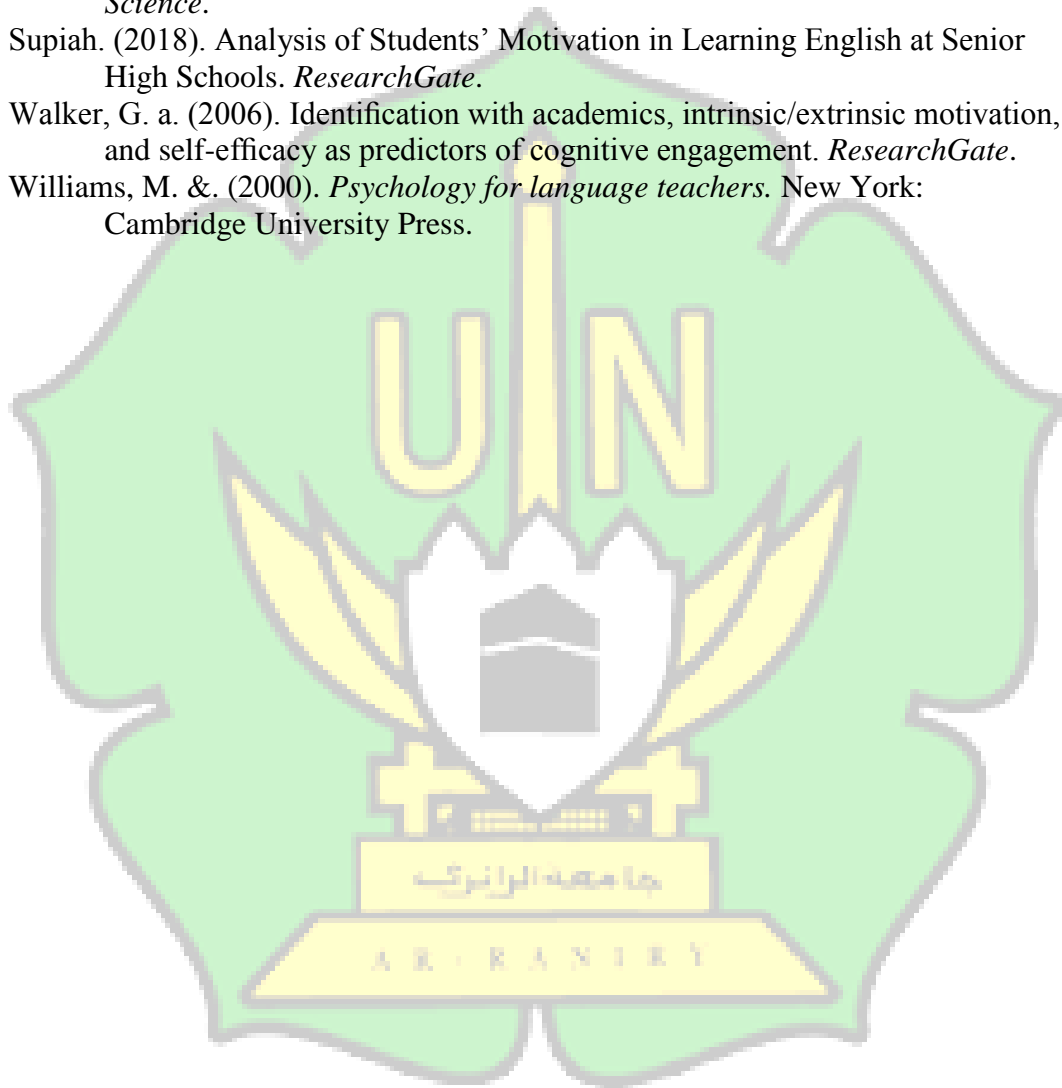 Science.
Supiah. (2018). Analysis of Students’ Motivation in Learning English at Senior
High Schools. ResearchGate.
Walker, G. a. (2006). Identification with academics, intrinsic/extrinsic motivation,
and self-efficacy as predictors of cognitive engagement. ResearchGate.
Williams, M. &. (2000). Psychology for language teachers. New York:
Cambridge University Press.
UIN
جامعة الرانري
AR-RANIRY